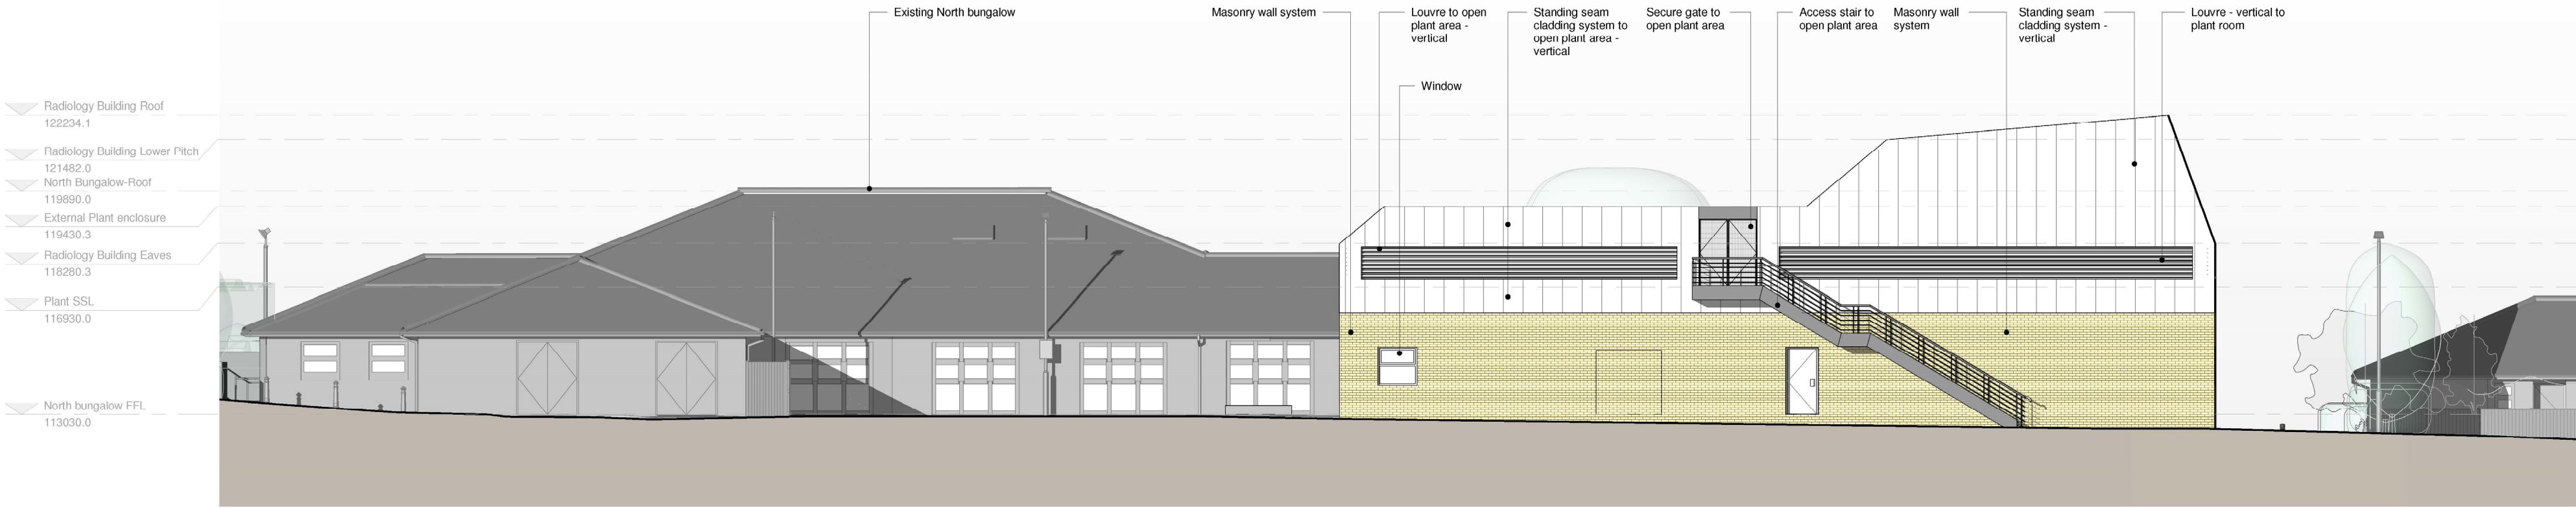 Existing North bungalow
Masonry wall system
Louvre to open
plant area -
vertical
Standing seam
cladding system to
open plant area -
vertical
Secure gate to
open plant area
Access stair to
open plant area
Masonry wall
system
Standing seam
cladding system -
vertical
Louvre - vertical to
plant room
Window
Radiology Building Roof
122234.1
Radiology Building Lower Pitch
121482.0
North Bungalow-Roof
119890.0
External Plant enclosure
119430.3
Radiology Building Eaves
118280.3
Plant SSL
116930.0
North bungalow FFL
113030.0